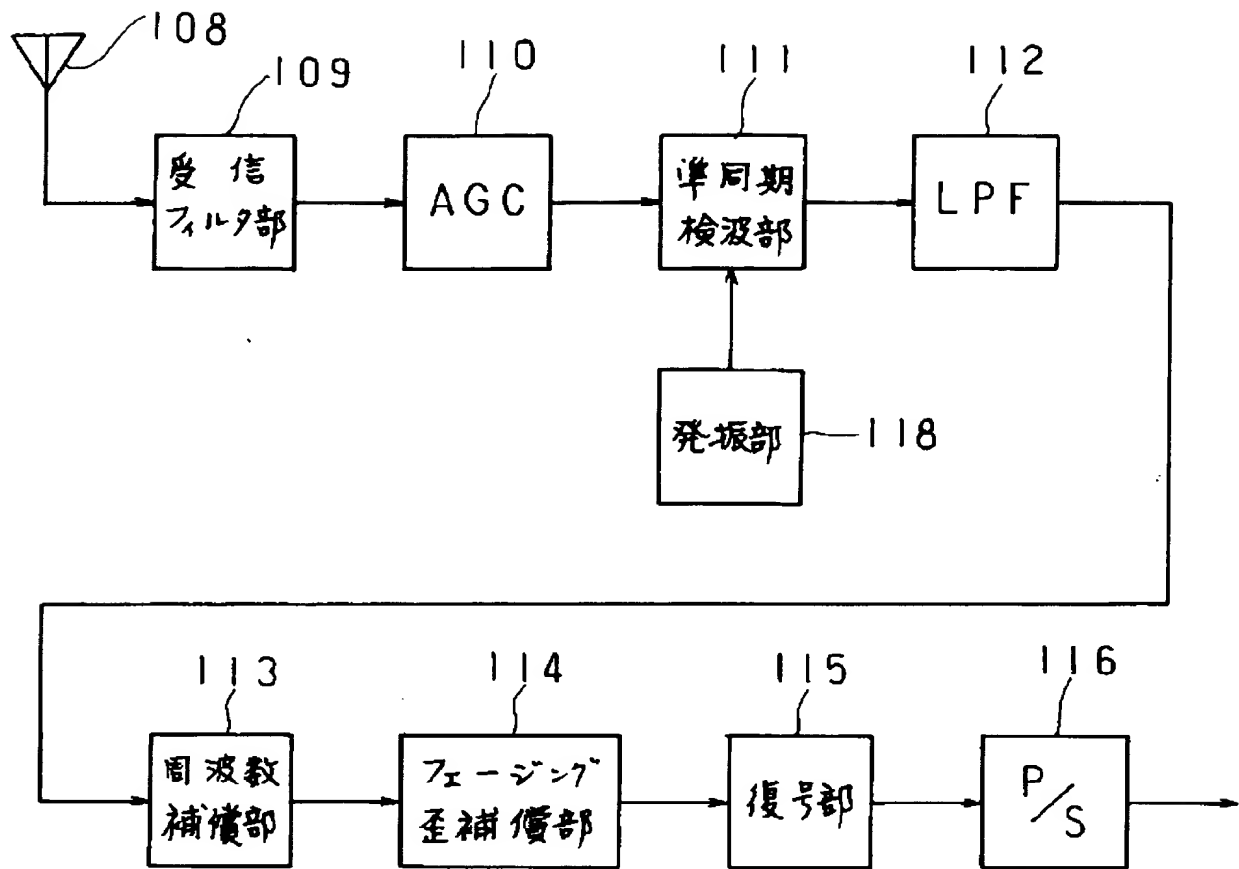 108
109
110
111
112
受信
フィルタ部
AGC
準同期
検波部
LPF
発振部
118
113
114
115
116
周波数
補償部
フェージング
歪補償部
復号部
P/S